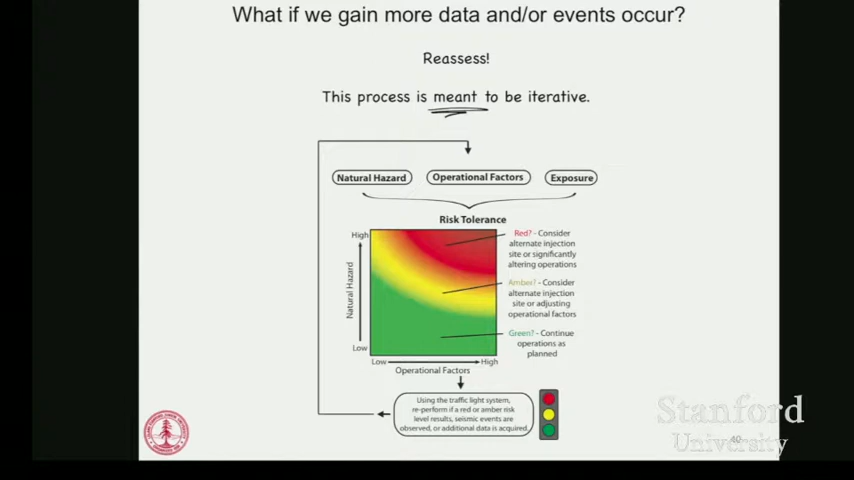 What if we gain more data and/or events occur?
Reassess!
This process is meant to be iterative.
Natural Hazard
Operational Factors
Exposure
Risk Tolerance
High
Natural Hazard
Low
Low
High
Operational Factors
Red? - Consider
alternate injection
site or significantly
altering operations
Amber? - Consider
alternate injection
site or adjusting
operational factors
Green? - Continue
operations as
planned
Using the traffic light system,
re-perform if a red or amber risk
level results, seismic events are
observed, or additional data is acquired.
Stanford
University
40